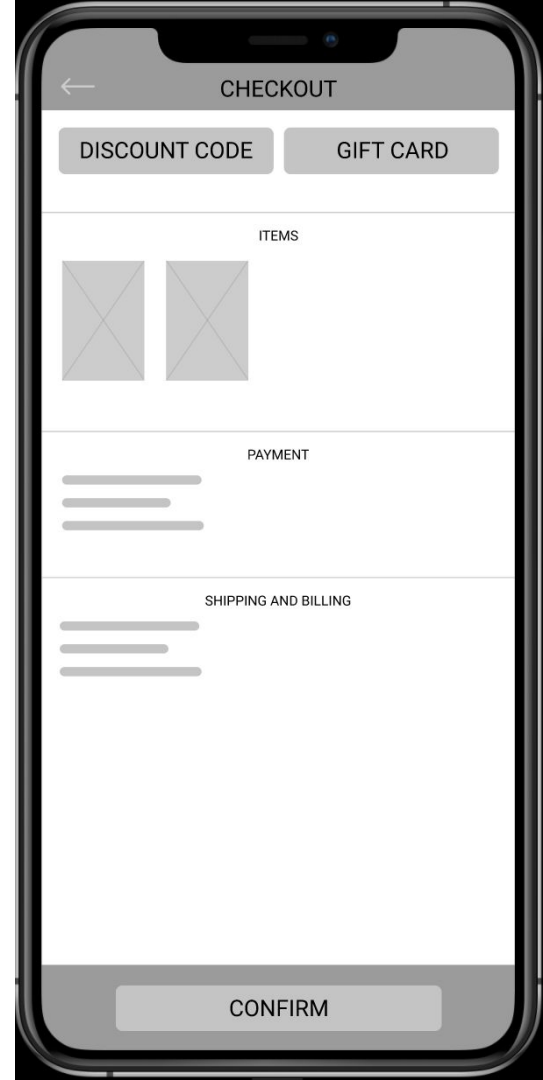 CHECKOUT
DISCOUNT CODE GIFT CARD
ITEMS
PAYMENT
SHIPPING AND BILLING
CONFIRM